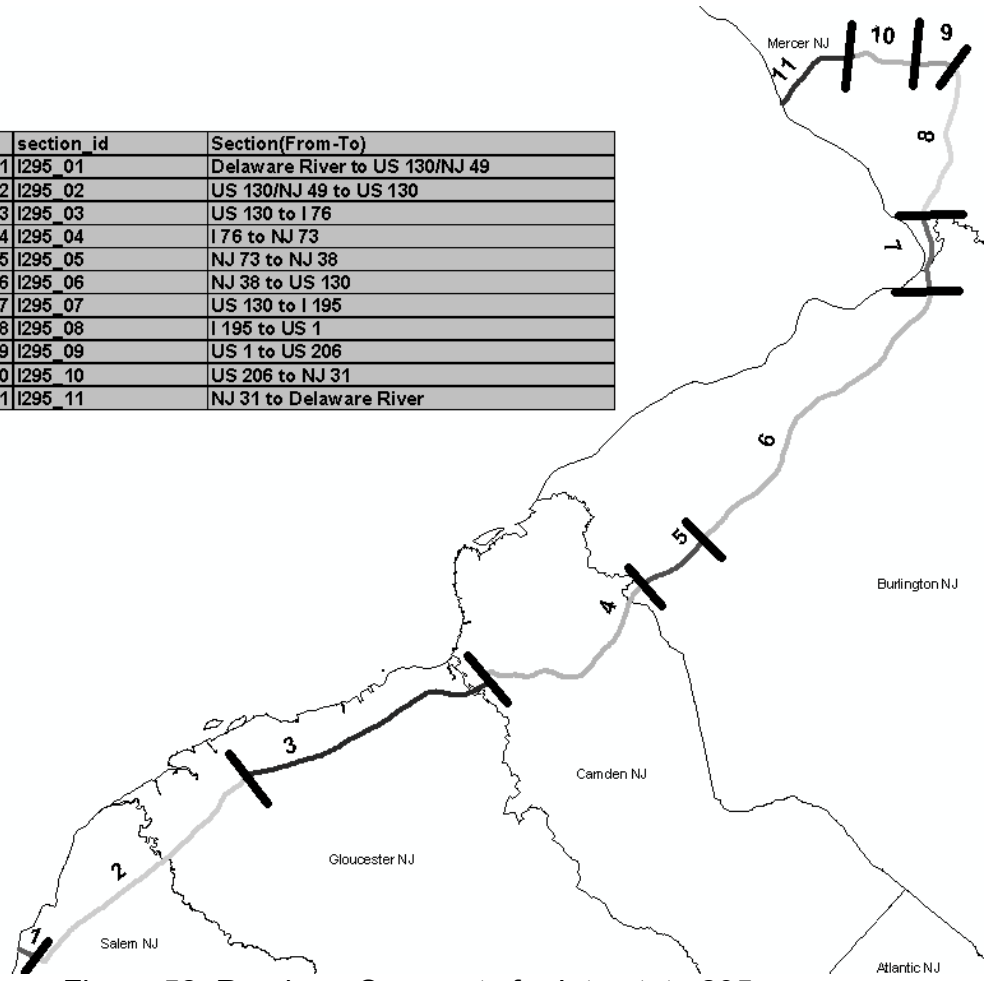 section_id Section(From-To)
1 I295_01 Delaware River to US 130/NJ 49
2 I295_02 US 130/NJ 49 to US 130
3 I295_03 US 130 to I 76
4 I295_04 I 76 to NJ 73
5 I295_05 NJ 73 to NJ 38
6 I295_06 NJ 38 to US 130
7 I295_07 US 130 to I 195
8 I295_08 I 195 to US 1
9 I295_09 US 1 to US 206
0 I295_10 US 206 to NJ 31
1 I295_11 NJ 31 to Delaware River
Mercer NJ
10
9
11
8
7
6
5
Burlington NJ
4
3
Camden NJ
Gloucester NJ
2
1
Salem NJ
Atlantic NJ